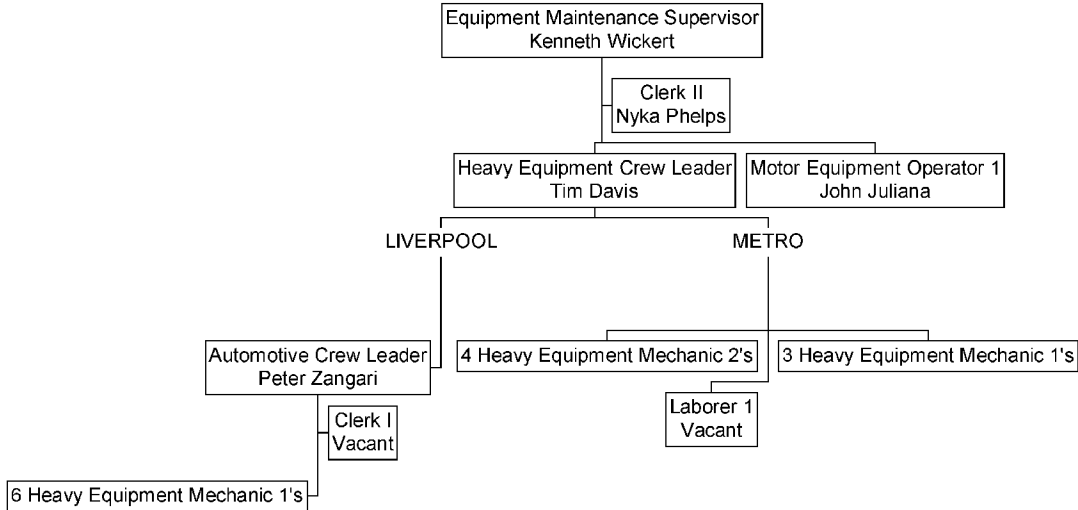 Equipment Maintenance Supervisor
Kenneth Wickert
Clerk II
Nyka Phelps
Heavy Equipment Crew Leader
Tim Davis
Motor Equipment Operator 1
John Juliana
LIVERPOOL
METRO
Automotive Crew Leader
Peter Zangari
4 Heavy Equipment Mechanic 2's
3 Heavy Equipment Mechanic 1's
Laborer 1
Vacant
Clerk I
Vacant
6 Heavy Equipment Mechanic 1's